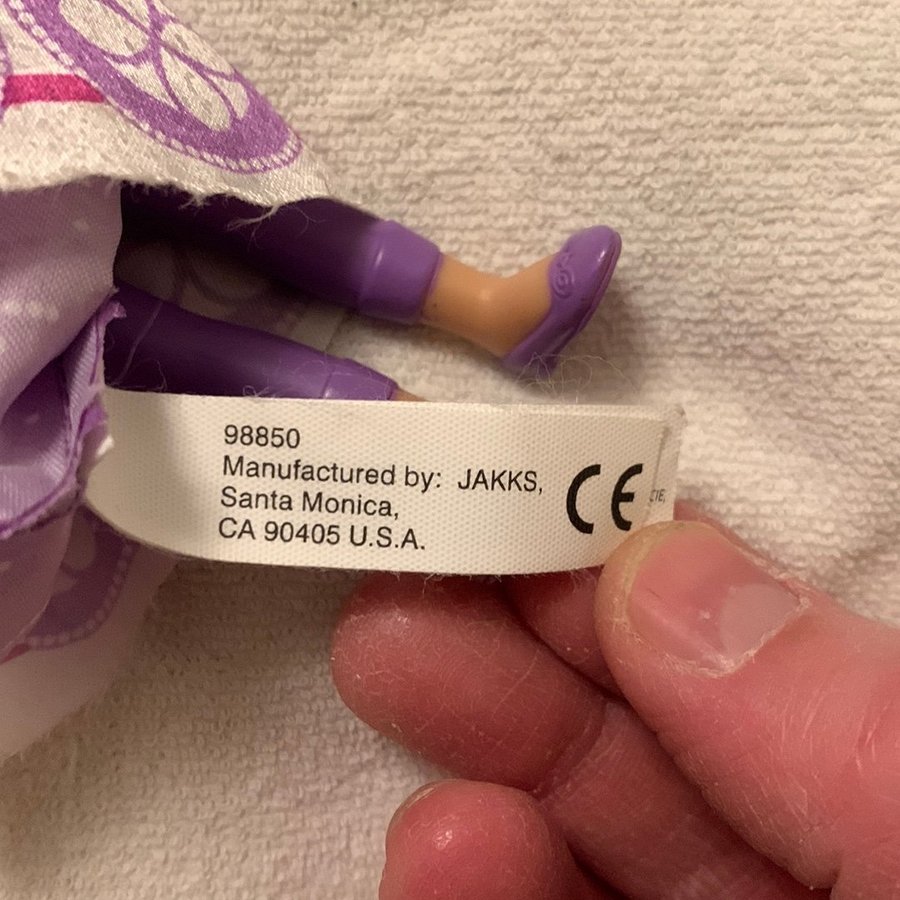 98850
Manufactured by: JAKKS,
Santa Monica,
CA 90405 U.S.A.
CE